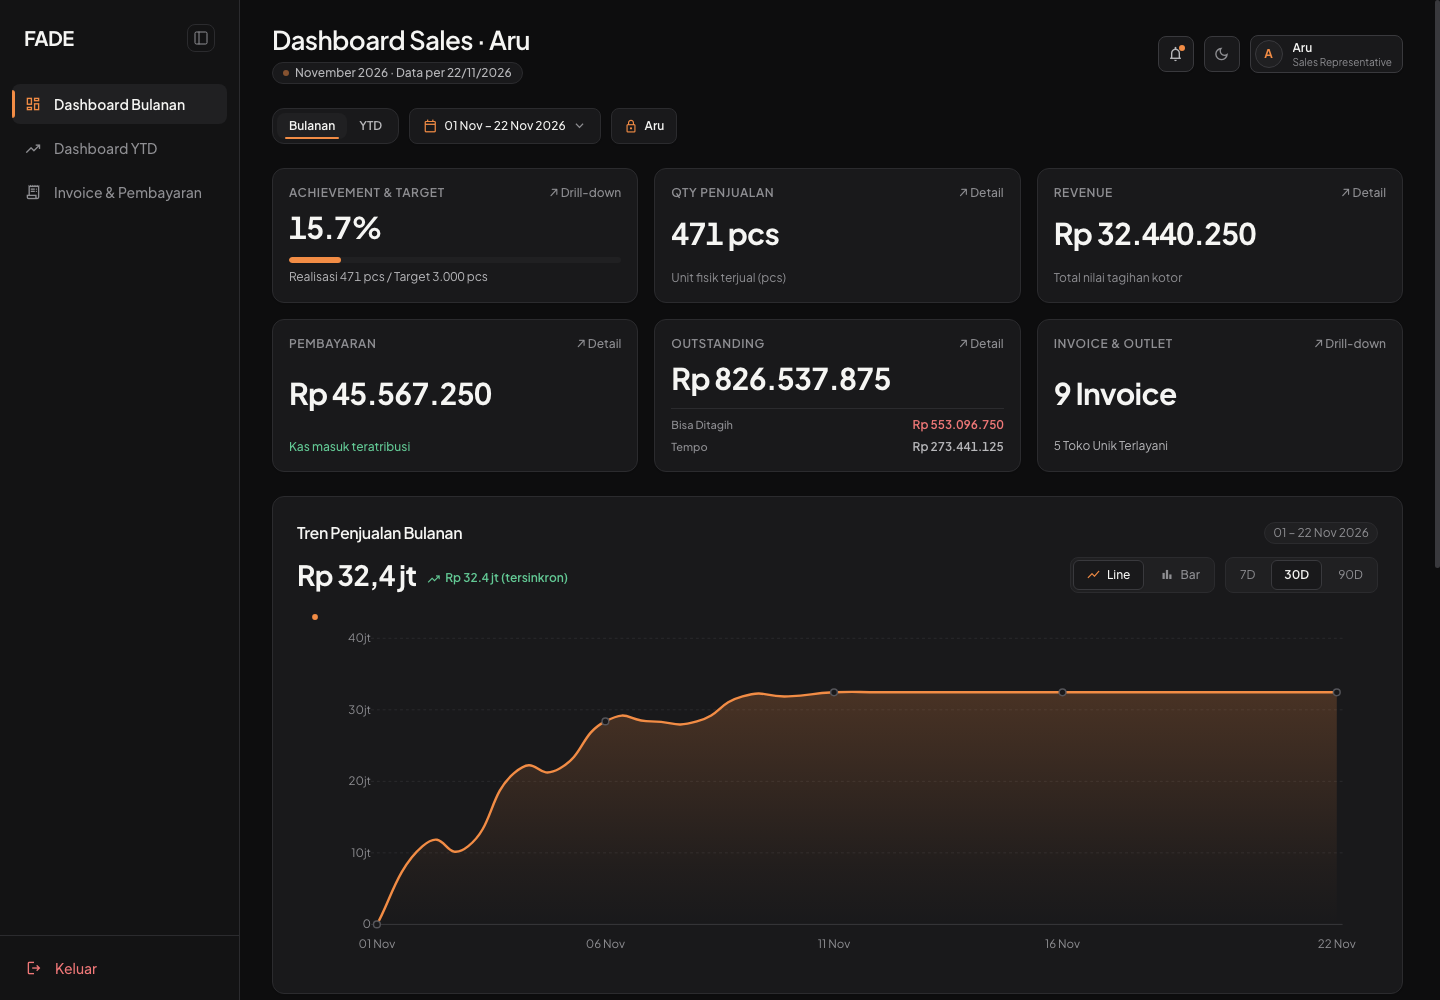 FADE
Dashboard Bulanan
Dashboard YTD
Invoice & Pembayaran
Keluar
Dashboard Sales · Aru
November 2026 · Data per 22/11/2026
A
Aru
Sales Representative
Bulanan YTD
01 Nov – 22 Nov 2026
Aru
ACHIEVEMENT & TARGET
Drill-down
15.7%
Realisasi 471 pcs / Target 3.000 pcs
QTY PENJUALAN
Detail
471 pcs
Unit fisik terjual (pcs)
REVENUE
Detail
Rp 32.440.250
Total nilai tagihan kotor
PEMBAYARAN
Detail
Rp 45.567.250
Kas masuk teratribusi
OUTSTANDING
Detail
Rp 826.537.875
Bisa Ditagih Rp 553.096.750
Tempo Rp 273.441.125
INVOICE & OUTLET
Drill-down
9 Invoice
5 Toko Unik Terlayani
Tren Penjualan Bulanan
01 – 22 Nov 2026
Rp 32,4 jt
Rp 32.4 jt (tersinkron)
Line Bar
7D 30D 90D
40jt
30jt
20jt
10jt
0
01 Nov 06 Nov 11 Nov 16 Nov 22 Nov